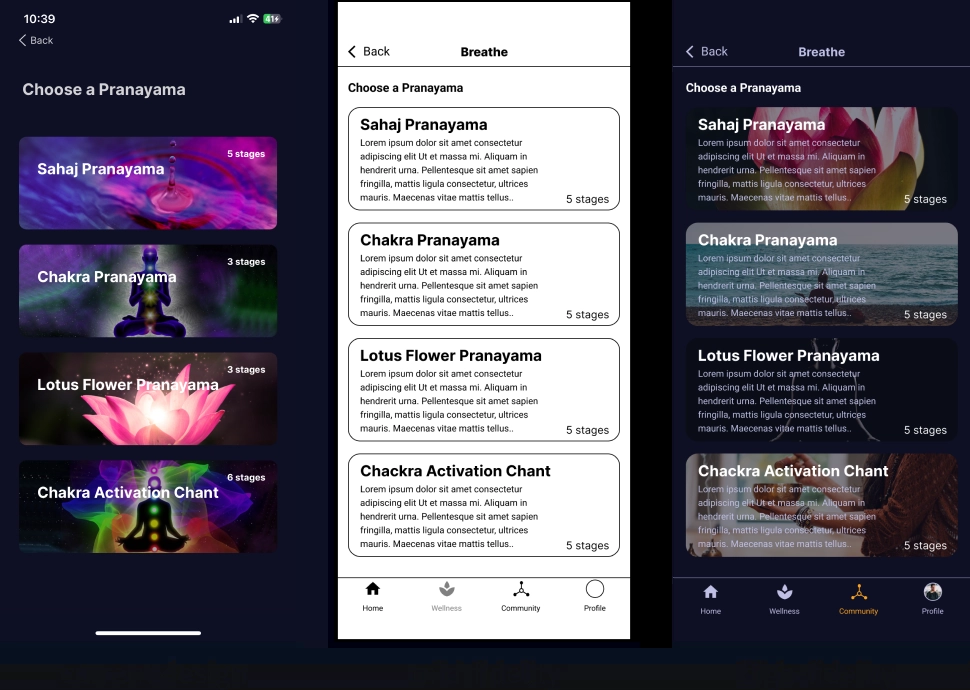 10:39
41
Back
Choose a Pranayama
5 stages
Sahaj Pranayama
3 stages
Chakra Pranayama
3 stages
Lotus Flower Pranayama
6 stages
Chakra Activation Chant
Back
Breathe
Choose a Pranayama
Sahaj Pranayama
Lorem ipsum dolor sit amet consectetur
adipiscing elit Ut et massa mi. Aliquam in
hendrerit urna. Pellentesque sit amet sapien
fringilla, mattis ligula consectetur, ultrices
mauris. Maecenas vitae mattis tellus..
5 stages
Chakra Pranayama
Lorem ipsum dolor sit amet consectetur
adipiscing elit Ut et massa mi. Aliquam in
hendrerit urna. Pellentesque sit amet sapien
fringilla, mattis ligula consectetur, ultrices
mauris. Maecenas vitae mattis tellus..
5 stages
Lotus Flower Pranayama
Lorem ipsum dolor sit amet consectetur
adipiscing elit Ut et massa mi. Aliquam in
hendrerit urna. Pellentesque sit amet sapien
fringilla, mattis ligula consectetur, ultrices
mauris. Maecenas vitae mattis tellus..
5 stages
Chackra Activation Chant
Lorem ipsum dolor sit amet consectetur
adipiscing elit Ut et massa mi. Aliquam in
hendrerit urna. Pellentesque sit amet sapien
fringilla, mattis ligula consectetur, ultrices
mauris. Maecenas vitae mattis tellus..
5 stages
Home
Wellness
Community
Profile
Back
Breathe
Choose a Pranayama
Sahaj Pranayama
Lorem ipsum dolor sit amet consectetur
adipiscing elit Ut et massa mi. Aliquam in
hendrerit urna. Pellentesque sit amet sapien
fringilla, mattis ligula consectetur, ultrices
mauris. Maecenas vitae mattis tellus..
5 stages
Chakra Pranayama
Lorem ipsum dolor sit amet consectetur
adipiscing elit Ut et massa mi. Aliquam in
hendrerit urna. Pellentesque sit amet sapien
fringilla, mattis ligula consectetur, ultrices
mauris. Maecenas vitae mattis tellus..
5 stages
Lotus Flower Pranayama
Lorem ipsum dolor sit amet consectetur
adipiscing elit Ut et massa mi. Aliquam in
hendrerit urna. Pellentesque sit amet sapien
fringilla, mattis ligula consectetur, ultrices
mauris. Maecenas vitae mattis tellus..
5 stages
Chackra Activation Chant
Lorem ipsum dolor sit amet consectetur
adipiscing elit Ut et massa mi. Aliquam in
hendrerit urna. Pellentesque sit amet sapien
fringilla, mattis ligula consectetur, ultrices
mauris. Maecenas vitae mattis tellus..
5 stages
Home
Wellness
Community
Profile